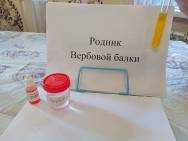 Родник
Вербовой балки